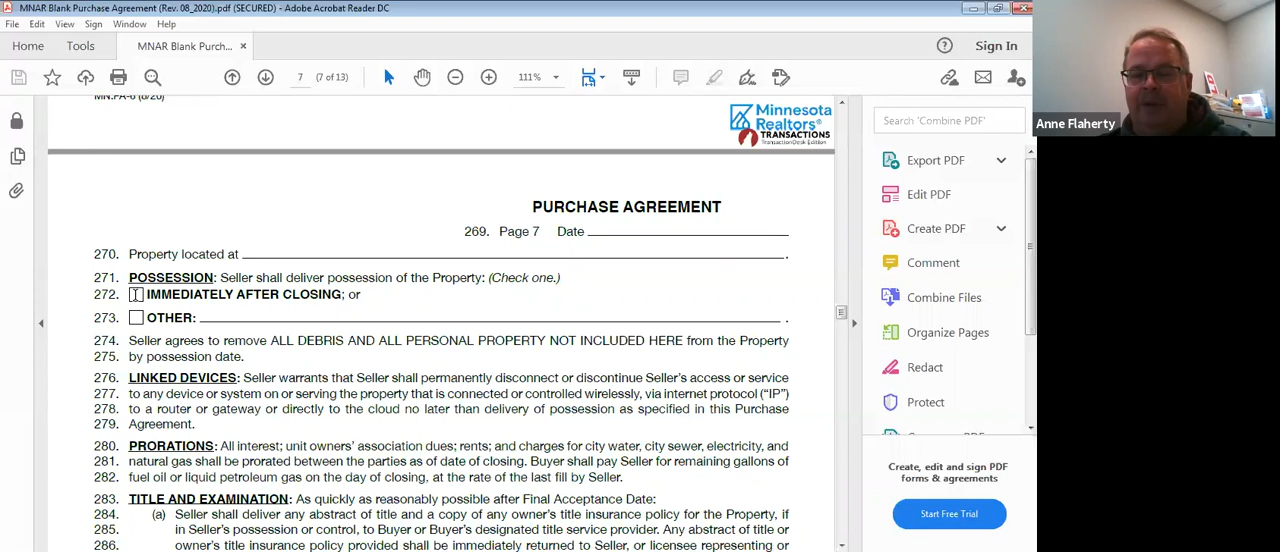 MNAR Blank Purchase Agreement (Rev. 08_2020).pdf (SECURED) - Adobe Acrobat Reader DC
File Edit View Sign Window Help
Home Tools MNAR Blank Purch... × Sign In
7 (7 of 13) 111%
MN:PA-6 (8/20)
Minnesota
Realtors®
TRANSACTIONS
TransactionDesk Edition
PURCHASE AGREEMENT
269. Page 7 Date
270. Property located at .
271. POSSESSION: Seller shall deliver possession of the Property: (Check one.)
272. IMMEDIATELY AFTER CLOSING; or
273. OTHER: .
274. Seller agrees to remove ALL DEBRIS AND ALL PERSONAL PROPERTY NOT INCLUDED HERE from the Property
275. by possession date.
276. LINKED DEVICES: Seller warrants that Seller shall permanently disconnect or discontinue Seller's access or service
277. to any device or system on or serving the property that is connected or controlled wirelessly, via internet protocol ("IP")
278. to a router or gateway or directly to the cloud no later than delivery of possession as specified in this Purchase
279. Agreement.
280. PRORATIONS: All interest; unit owners' association dues; rents; and charges for city water, city sewer, electricity, and
281. natural gas shall be prorated between the parties as of date of closing. Buyer shall pay Seller for remaining gallons of
282. fuel oil or liquid petroleum gas on the day of closing, at the rate of the last fill by Seller.
283. TITLE AND EXAMINATION: As quickly as reasonably possible after Final Acceptance Date:
284. (a) Seller shall deliver any abstract of title and a copy of any owner's title insurance policy for the Property, if
285. in Seller's possession or control, to Buyer or Buyer's designated title service provider. Any abstract of title or
286. owner's title insurance policy provided shall be immediately returned to Seller, or licensee representing or
Search 'Combine PDF'
Export PDF
Edit PDF
Create PDF
Comment
Combine Files
Organize Pages
Redact
Protect
Create, edit and sign PDF
forms & agreements
Start Free Trial
Anne Flaherty